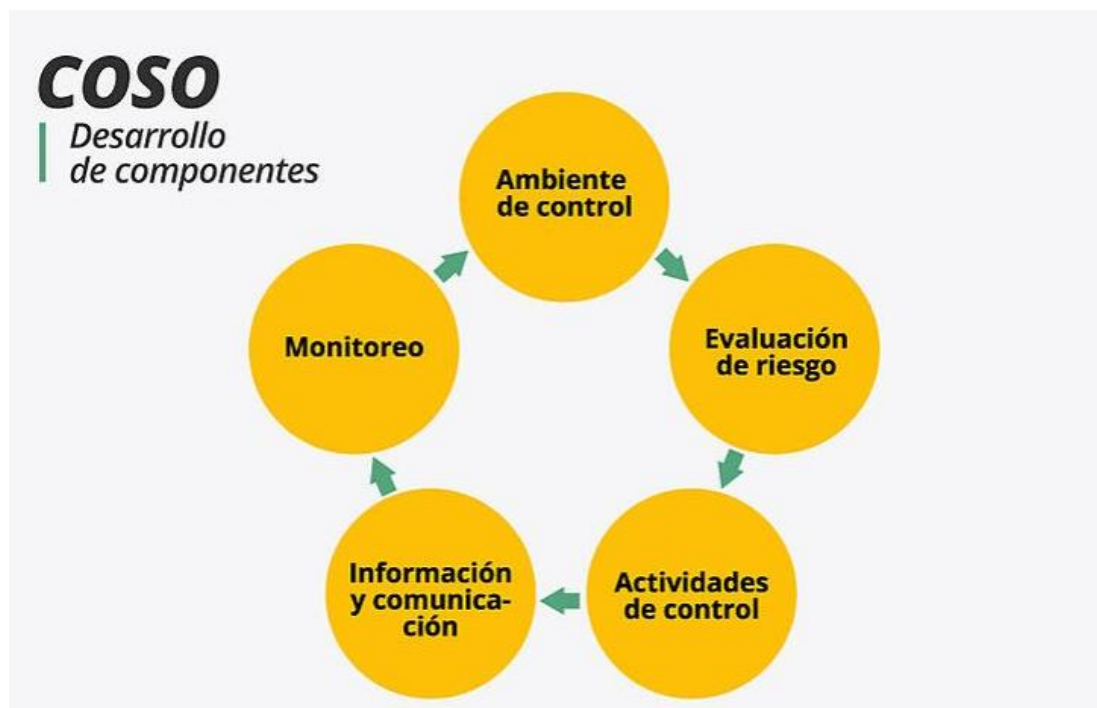 COSO
Desarrollo
de componentes
Ambiente
de control
Evaluación
de riesgo
Actividades
de control
Información
y comunica-
ción
Monitoreo